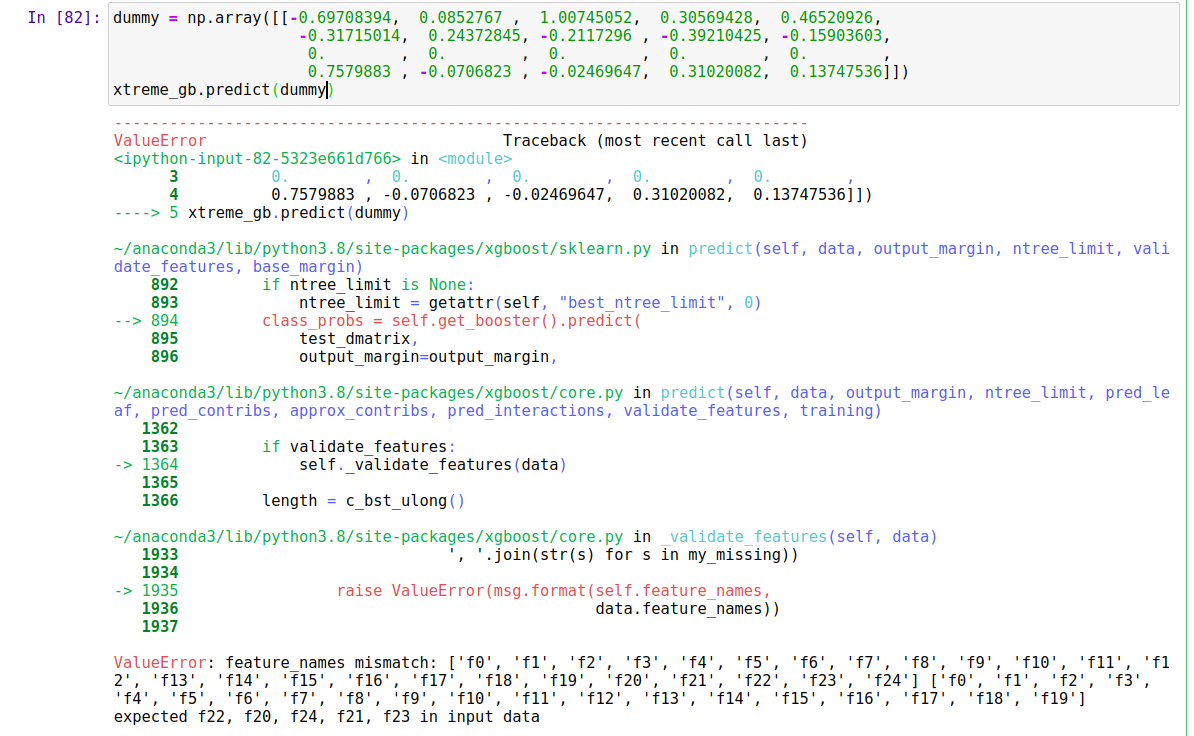 In [82]: dummy = np.array([[-0.69708394,  0.0852767 ,  1.00745052,  0.30569428,  0.46520926,
                    -0.31715014,  0.24372845, -0.2117296 , -0.39210425, -0.15903603,
                     0.        ,  0.        ,  0.        ,  0.        ,  0.        ,
                     0.7579883 , -0.0706823 , -0.02469647,  0.31020082,  0.13747536]])
xtreme_gb.predict(dummy)
---------------------------------------------------------------------------
ValueError                                Traceback (most recent call last)
<ipython-input-82-5323e661d766> in <module>
      3          0.        ,  0.        ,  0.        ,  0.        ,  0.        ,
      4          0.7579883 , -0.0706823 , -0.02469647,  0.31020082,  0.13747536]])
----> 5 xtreme_gb.predict(dummy)
~/anaconda3/lib/python3.8/site-packages/xgboost/sklearn.py in predict(self, data, output_margin, ntree_limit, vali
date_features, base_margin)
    892         if ntree_limit is None:
    893             ntree_limit = getattr(self, "best_ntree_limit", 0)
--> 894         class_probs = self.get_booster().predict(
    895             test_dmatrix,
    896             output_margin=output_margin,
~/anaconda3/lib/python3.8/site-packages/xgboost/core.py in predict(self, data, output_margin, ntree_limit, pred_le
af, pred_contribs, approx_contribs, pred_interactions, validate_features, training)
   1362
   1363         if validate_features:
-> 1364             self._validate_features(data)
   1365
   1366         length = c_bst_ulong()
~/anaconda3/lib/python3.8/site-packages/xgboost/core.py in _validate_features(self, data)
   1933                             ', '.join(str(s) for s in my_missing))
   1934
-> 1935                 raise ValueError(msg.format(self.feature_names,
   1936                                             data.feature_names))
   1937
ValueError: feature_names mismatch: ['f0', 'f1', 'f2', 'f3', 'f4', 'f5', 'f6', 'f7', 'f8', 'f9', 'f10', 'f11', 'f1
2', 'f13', 'f14', 'f15', 'f16', 'f17', 'f18', 'f19', 'f20', 'f21', 'f22', 'f23', 'f24'] ['f0', 'f1', 'f2', 'f3',
'f4', 'f5', 'f6', 'f7', 'f8', 'f9', 'f10', 'f11', 'f12', 'f13', 'f14', 'f15', 'f16', 'f17', 'f18', 'f19']
expected f22, f20, f24, f21, f23 in input data